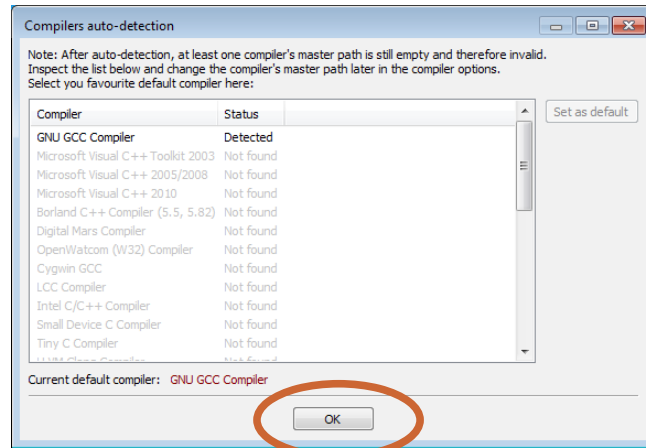 Compilers auto-detection
Note: After auto-detection, at least one compiler's master path is still empty and therefore invalid.
Inspect the list below and change the compiler's master path later in the compiler options.
Select you favourite default compiler here:
Compiler Status
Set as default
GNU GCC Compiler Detected
Microsoft Visual C++ Toolkit 2003 Not found
Microsoft Visual C++ 2005/2008 Not found
Microsoft Visual C++ 2010 Not found
Borland C++ Compiler (5.5, 5.82) Not found
Digital Mars Compiler Not found
OpenWatcom (W32) Compiler Not found
Cygwin GCC Not found
LCC Compiler Not found
Intel C/C++ Compiler Not found
Small Device C Compiler Not found
Tiny C Compiler Not found
Current default compiler: GNU GCC Compiler
OK